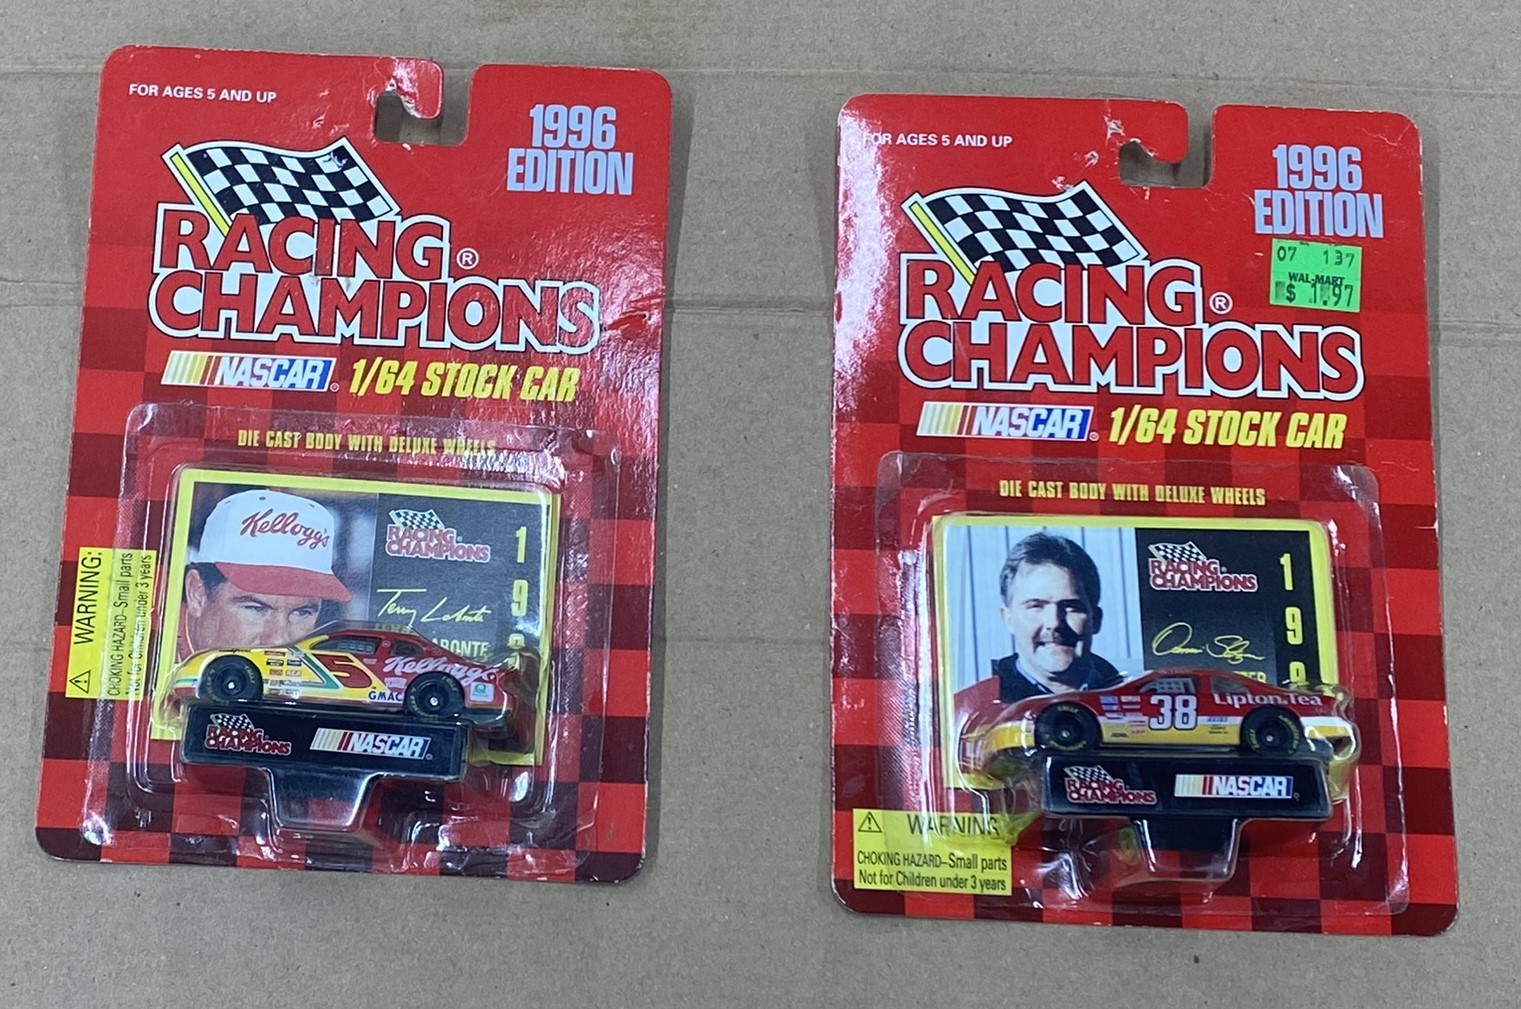 FOR AGES 5 AND UP
1996
EDITION
RACING ®
CHAMPIONS
NASCAR® 1/64 STOCK CAR
DIE CAST BODY WITH DELUXE WHEELS
Kellogg's
RACING
CHAMPIONS
1
9
Terry Labonte
5
Kellogg's
GMAC
RACING
CHAMPIONS
NASCAR®
WARNING:
CHOKING HAZARD–Small parts
Not for Children under 3 years
FOR AGES 5 AND UP
1996
EDITION
07 137
WAL-MART
$ 1.97
RACING ®
CHAMPIONS
NASCAR® 1/64 STOCK CAR
DIE CAST BODY WITH DELUXE WHEELS
RACING
CHAMPIONS
1
9
9
38
Lipton Tea
RACING
CHAMPIONS
NASCAR®
WARNING
CHOKING HAZARD–Small parts
Not for Children under 3 years